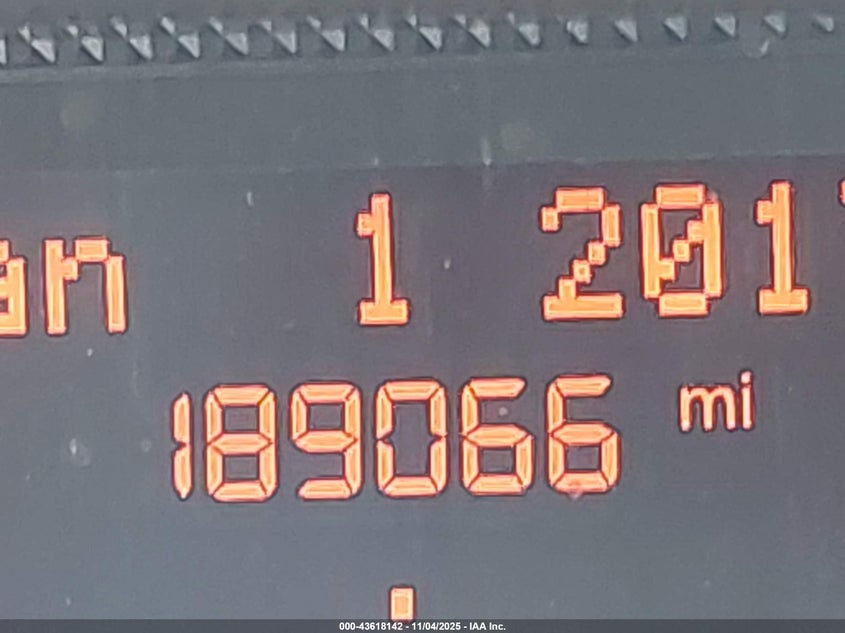 an 1 201
189066 mi
000-43618142 - 11/04/2025 - IAA Inc.